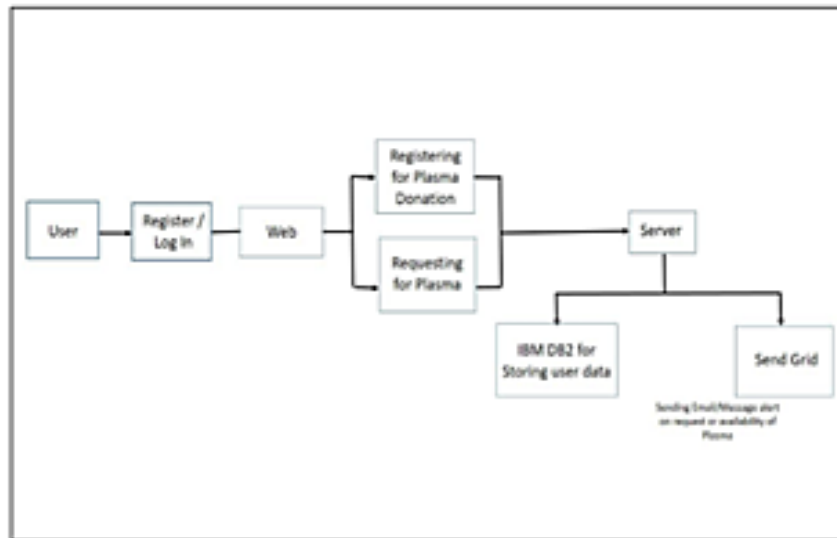 User
Register /
Log In
Web
Registering
for Plasma
Donation
Requesting
for Plasma
Server
IBM DB2 for
Storing user data
Send Grid
Sending Email/Message alert
on request or availability of
Plasma